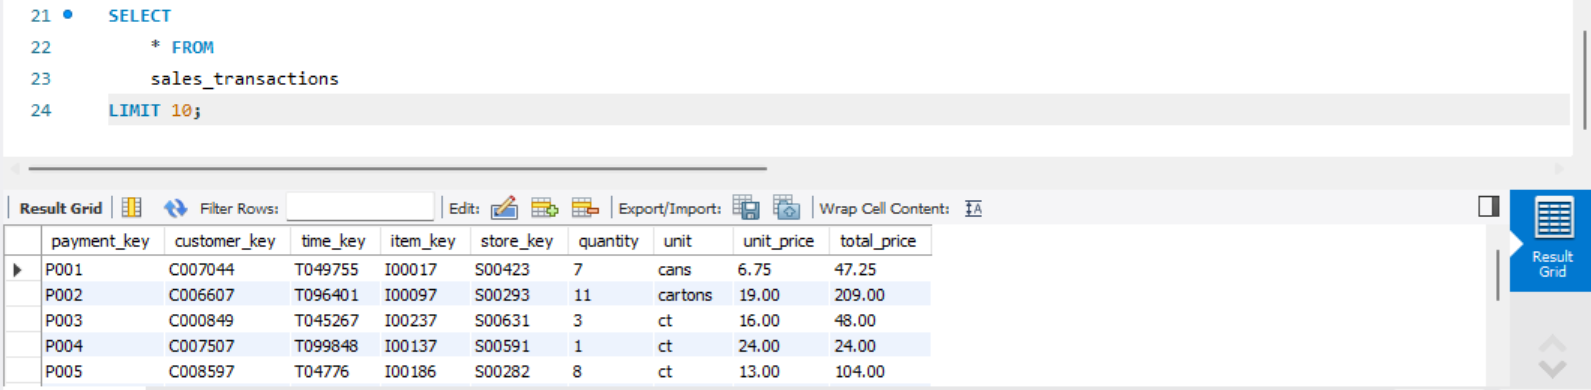 21 SELECT
22 * FROM
23 sales_transactions
24 LIMIT 10;
Result Grid Filter Rows: Edit: Export/Import: Wrap Cell Content: IA
payment_key customer_key time_key item_key store_key quantity unit unit_price total_price
P001 C007044 T049755 I00017 S00423 7 cans 6.75 47.25
P002 C006607 T096401 I00097 S00293 11 cartons 19.00 209.00
P003 C000849 T045267 I00237 S00631 3 ct 16.00 48.00
P004 C007507 T099848 I00137 S00591 1 ct 24.00 24.00
P005 C008597 T04776 I00186 S00282 8 ct 13.00 104.00
Result
Grid